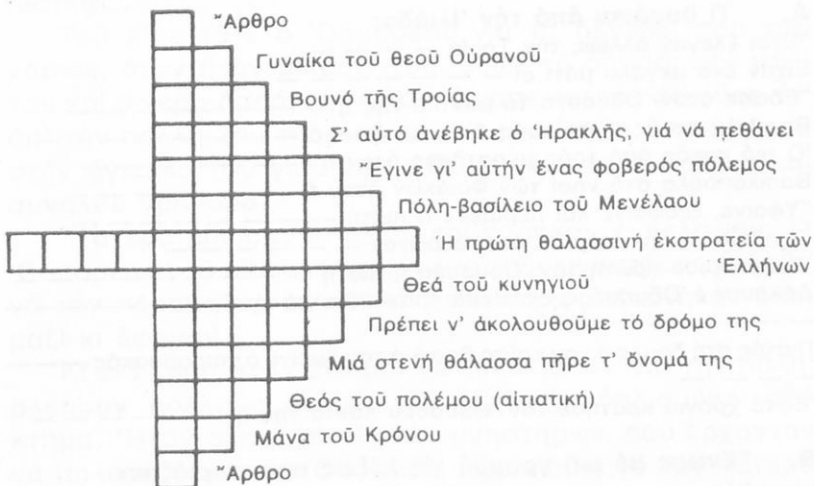 Ἄρθρο
Γυναίκα τοῦ θεοῦ Οὐρανοῦ
Βουνό τῆς Τροίας
Σ' αὐτό ἀνέβηκε ὁ Ἡρακλῆς, γιά νά πεθάνει
Ἔγινε γι' αὐτήν ἕνας φοβερός πόλεμος
Πόλη-βασίλειο τοῦ Μενέλαου
Ἡ πρώτη θαλασσινή ἐκστρατεία τῶν
Ἑλλήνων
Θεά τοῦ κυνηγιοῦ
Πρέπει ν' ἀκολουθοῦμε τό δρόμο της
Μιά στενή θάλασσα πῆρε τ' ὄνομά της
Θεός τοῦ πολέμου (αἰτιατική)
Μάνα τοῦ Κρόνου
Ἄρθρο